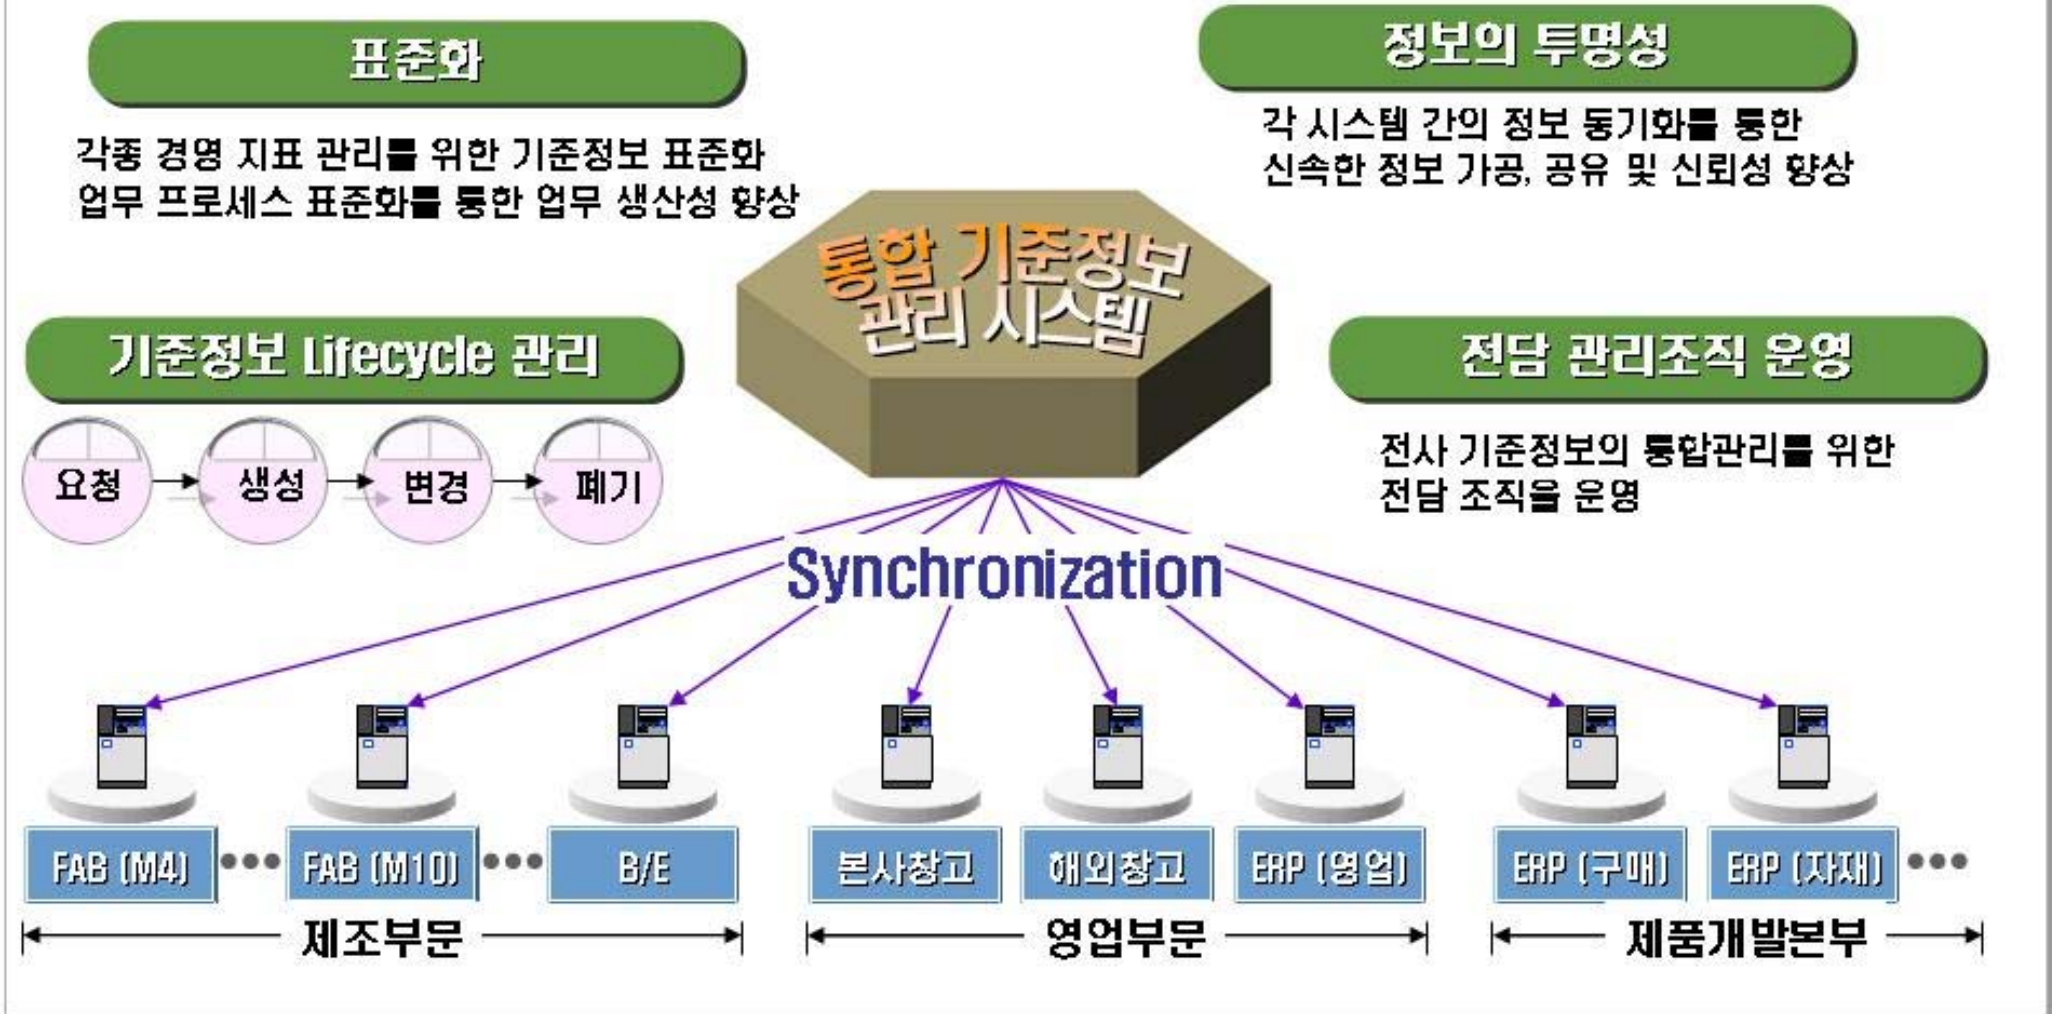 표준화
각종 경영 지표 관리를 위한 기준정보 표준화
업무 프로세스 표준화를 통한 업무 생산성 향상
정보의 투명성
각 시스템 간의 정보 동기화를 통한
신속한 정보 가공, 공유 및 신뢰성 향상
통합 기준정보
관리 시스템
기준정보 Lifecycle 관리
요청
생성
변경
폐기
전담 관리조직 운영
전사 기준정보의 통합관리를 위한
전담 조직을 운영
Synchronization
FAB (M4)
FAB (M10)
B/E
본사창고
해외창고
ERP (영업)
ERP (구매)
ERP (자재)
제조부문
영업부문
제품개발본부